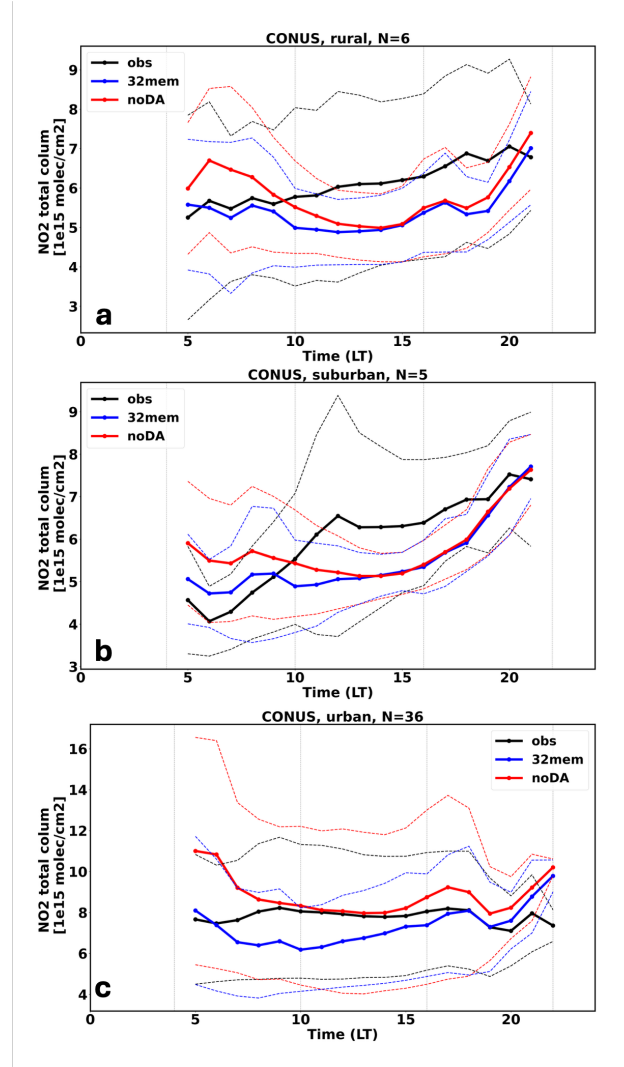 CONUS, rural, N=6
obs
32mem
noDA
NO2 total colum
[1e15 molec/cm2]
9
8
7
6
5
4
3
a
0
5
10
15
20
Time (LT)
CONUS, suburban, N=5
obs
32mem
noDA
NO2 total colum
[1e15 molec/cm2]
9
8
7
6
5
4
3
b
0
5
10
15
20
Time (LT)
CONUS, urban, N=36
obs
32mem
noDA
NO2 total colum
[1e15 molec/cm2]
16
14
12
10
8
6
4
c
0
5
10
15
20
Time (LT)